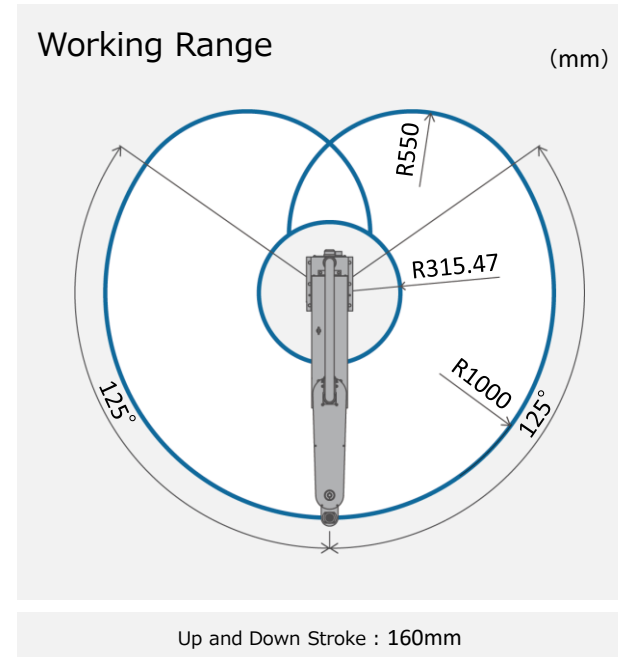 Working Range
（mm）
R550
R315.47
R1000
125°
125°
Up and Down Stroke : 160mm